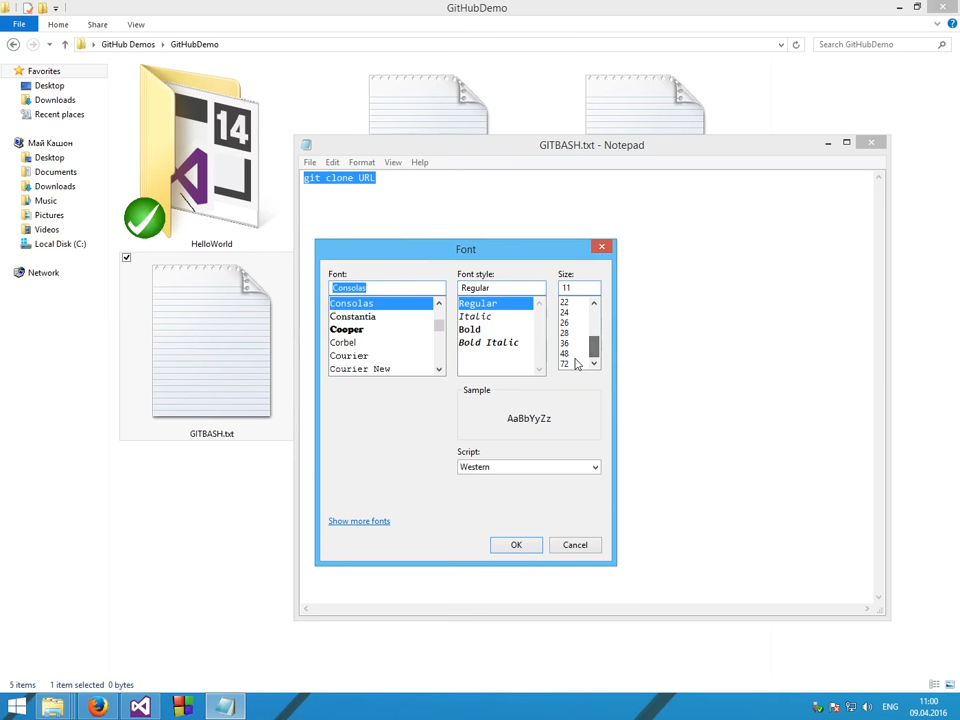 GitHubDemo
File Home Share View
GitHub Demos GitHubDemo Search GitHubDemo
Favorites
Desktop
Downloads
Recent places
Май Кашон
Desktop
Documents
Downloads
Music
Pictures
Videos
Local Disk (C:)
Network
14
HelloWorld
GITBASH.txt
GITBASH.txt - Notepad
File Edit Format View Help
git clone URL
Font
Font: Font style: Size:
Consolas Regular 11
Consolas Regular 22
Constantia Italic 24
Cooper Bold 26
Corbel Bold Italic 28
Courier 36
Courier New 48
72
Sample
AaBbYyZz
Script:
Western
Show more fonts
OK Cancel
5 items 1 item selected 0 bytes
ENG 11:00
09.04.2016